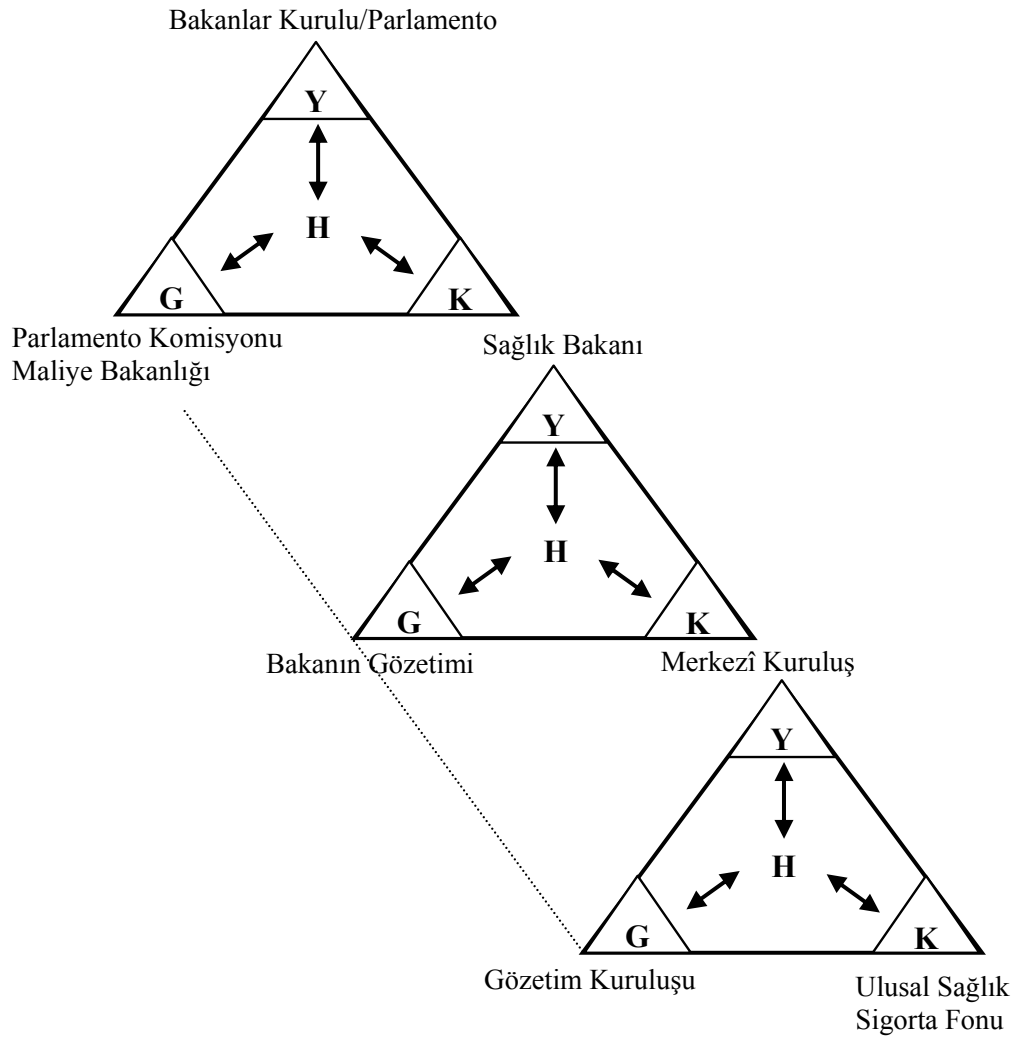 Bakanlar Kurulu/Parlamento
Y
H
G
K
Parlamento Komisyonu
Maliye Bakanlığı
Sağlık Bakanı
Y
H
G
K
Bakanın Gözetimi
Merkezî Kuruluş
Y
H
G
K
Gözetim Kuruluşu
Ulusal Sağlık
Sigorta Fonu